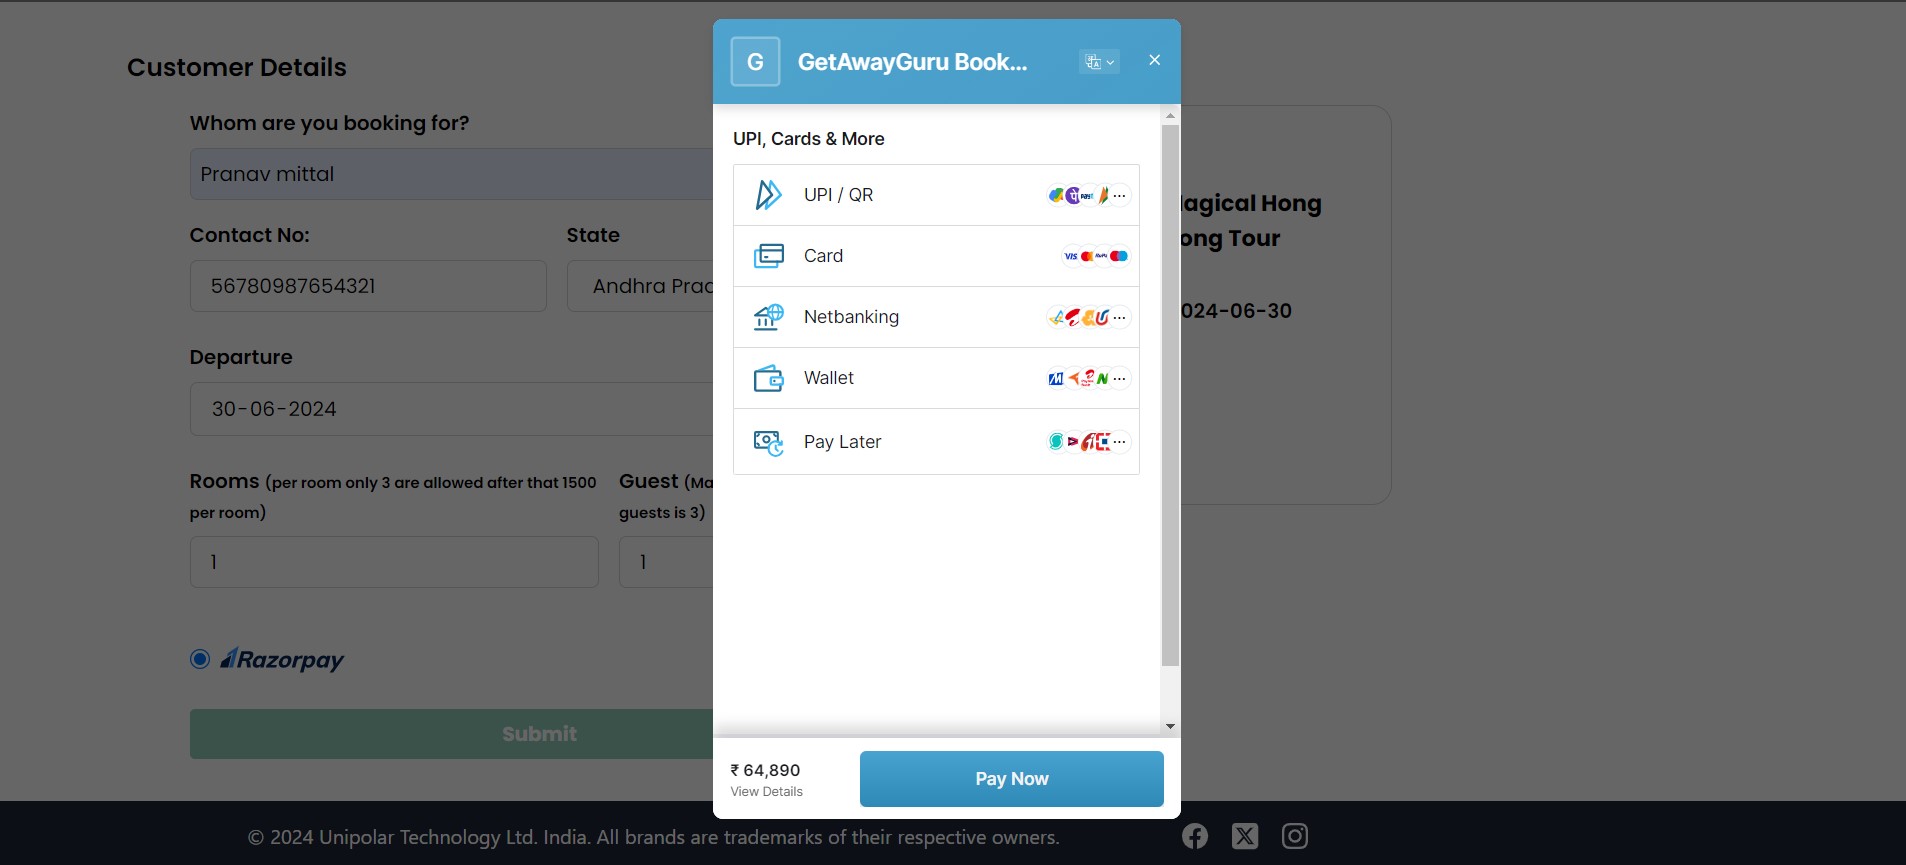 Customer Details
Whom are you booking for?
Pranav mittal
Contact No:
State
56780987654321
Andhra Prac
Departure
30-06-2024
Rooms (per room only 3 are allowed after that 1500
per room)
Guest (Ma
guests is 3)
1
1
Razorpay
Submit
G
GetAwayGuru Book...
UPI, Cards & More
UPI / QR
Card
VISA
RuPay
Netbanking
Wallet
Pay Later
₹ 64,890
View Details
Pay Now
agical Hong
ong Tour
024-06-30
© 2024 Unipolar Technology Ltd. India. All brands are trademarks of their respective owners.